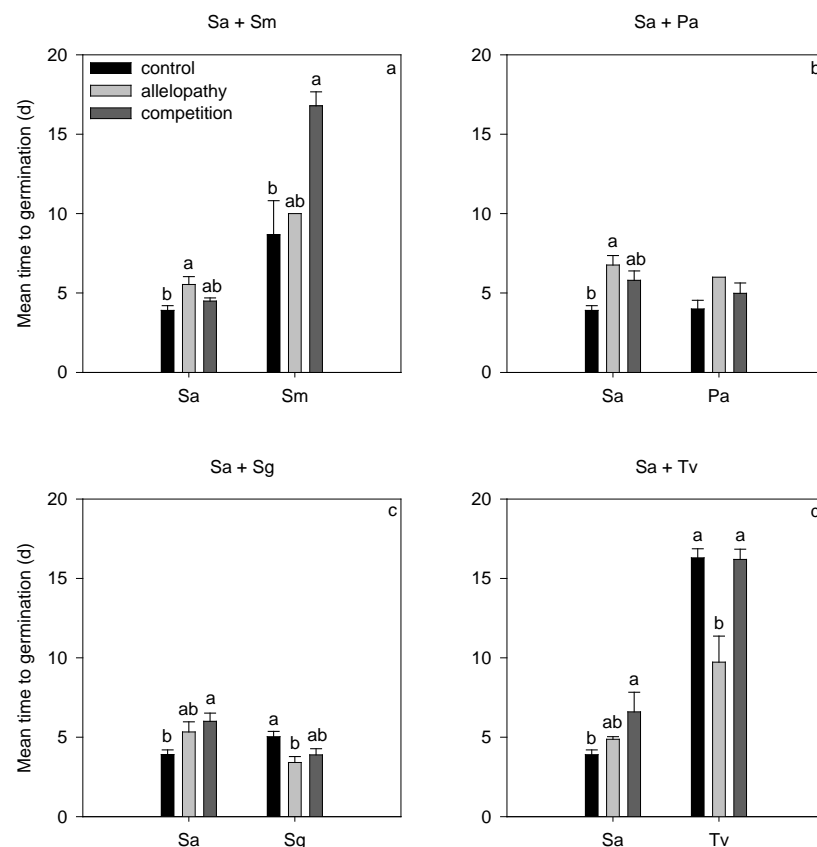 Sa + Sm
Mean time to germination (d)
20
15
10
5
0
control
allelopathy
competition
a
b a ab
b ab a
Sa Sm
Sa + Pa
20
15
10
5
0
b
b a ab
Sa Pa
Sa + Sg
Mean time to germination (d)
20
15
10
5
0
c
b ab a
a b ab
Sa Sg
Sa + Tv
20
15
10
5
0
d
b ab a
a b a
Sa Tv